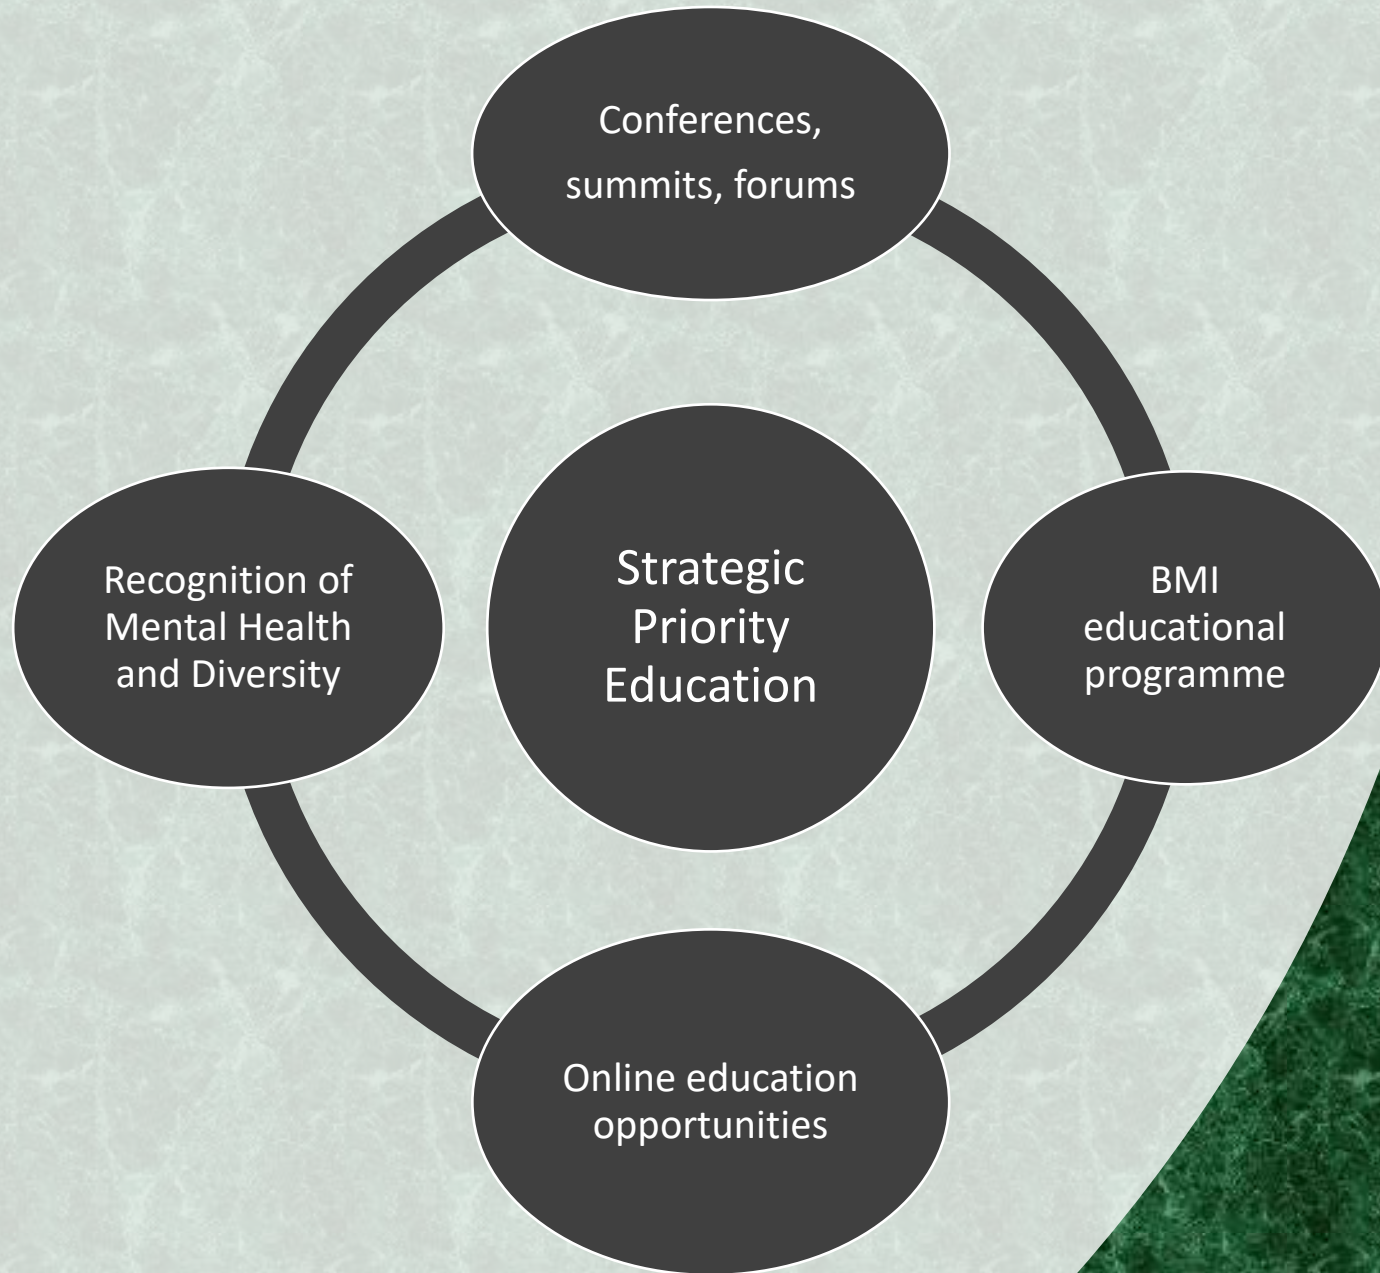 Conferences,
summits, forums
Recognition of
Mental Health
and Diversity
Strategic
Priority
Education
BMI
educational
programme
Online education
opportunities